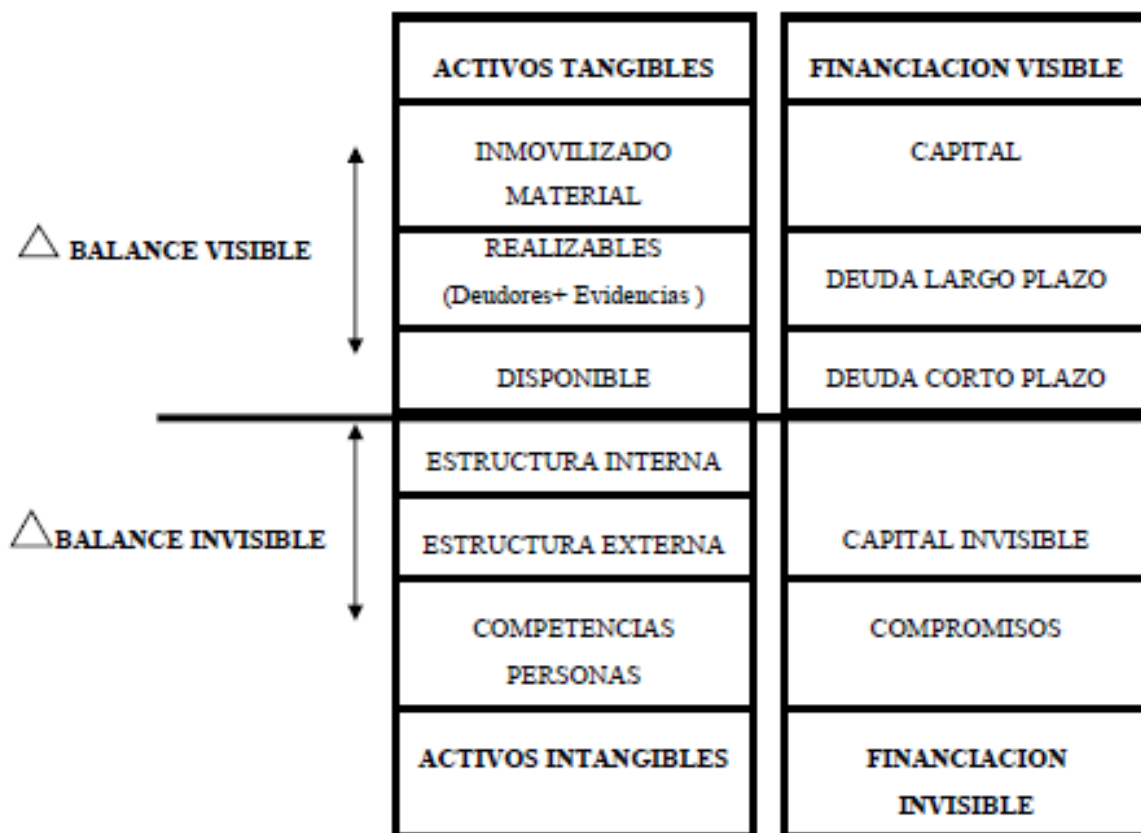 ACTIVOS TANGIBLES
FINANCIACION VISIBLE
INMOVILIZADO
MATERIAL
CAPITAL
BALANCE VISIBLE
REALIZABLES
(Deudores+ Evidencias )
DEUDA LARGO PLAZO
DISPONIBLE
DEUDA CORTO PLAZO
ESTRUCTURA INTERNA
BALANCE INVISIBLE
ESTRUCTURA EXTERNA
CAPITAL INVISIBLE
COMPETENCIAS
PERSONAS
COMPROMISOS
ACTIVOS INTANGIBLES
FINANCIACION
INVISIBLE